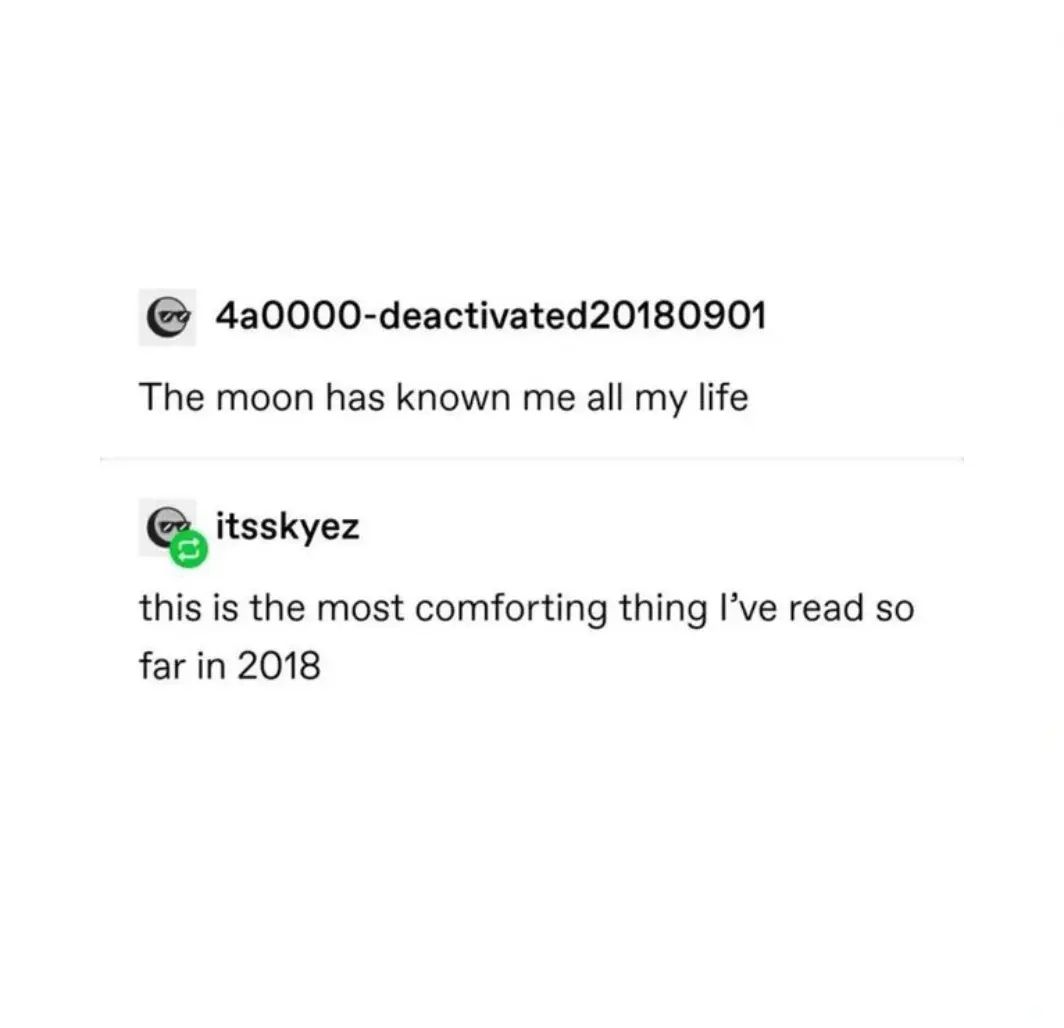 4a0000-deactivated20180901
The moon has known me all my life
itsskyez
this is the most comforting thing I’ve read so
far in 2018